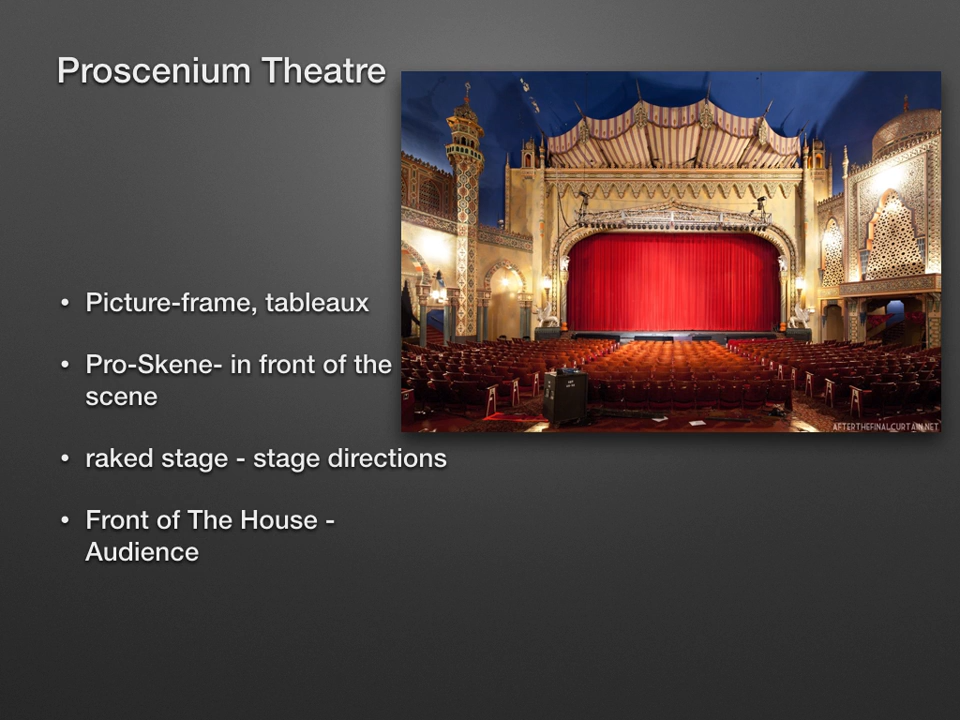 Proscenium Theatre
• Picture-frame, tableaux
• Pro-Skene- in front of the
scene
• raked stage - stage directions
• Front of The House -
Audience
AFTERTHEFINALCURTAIN.NET